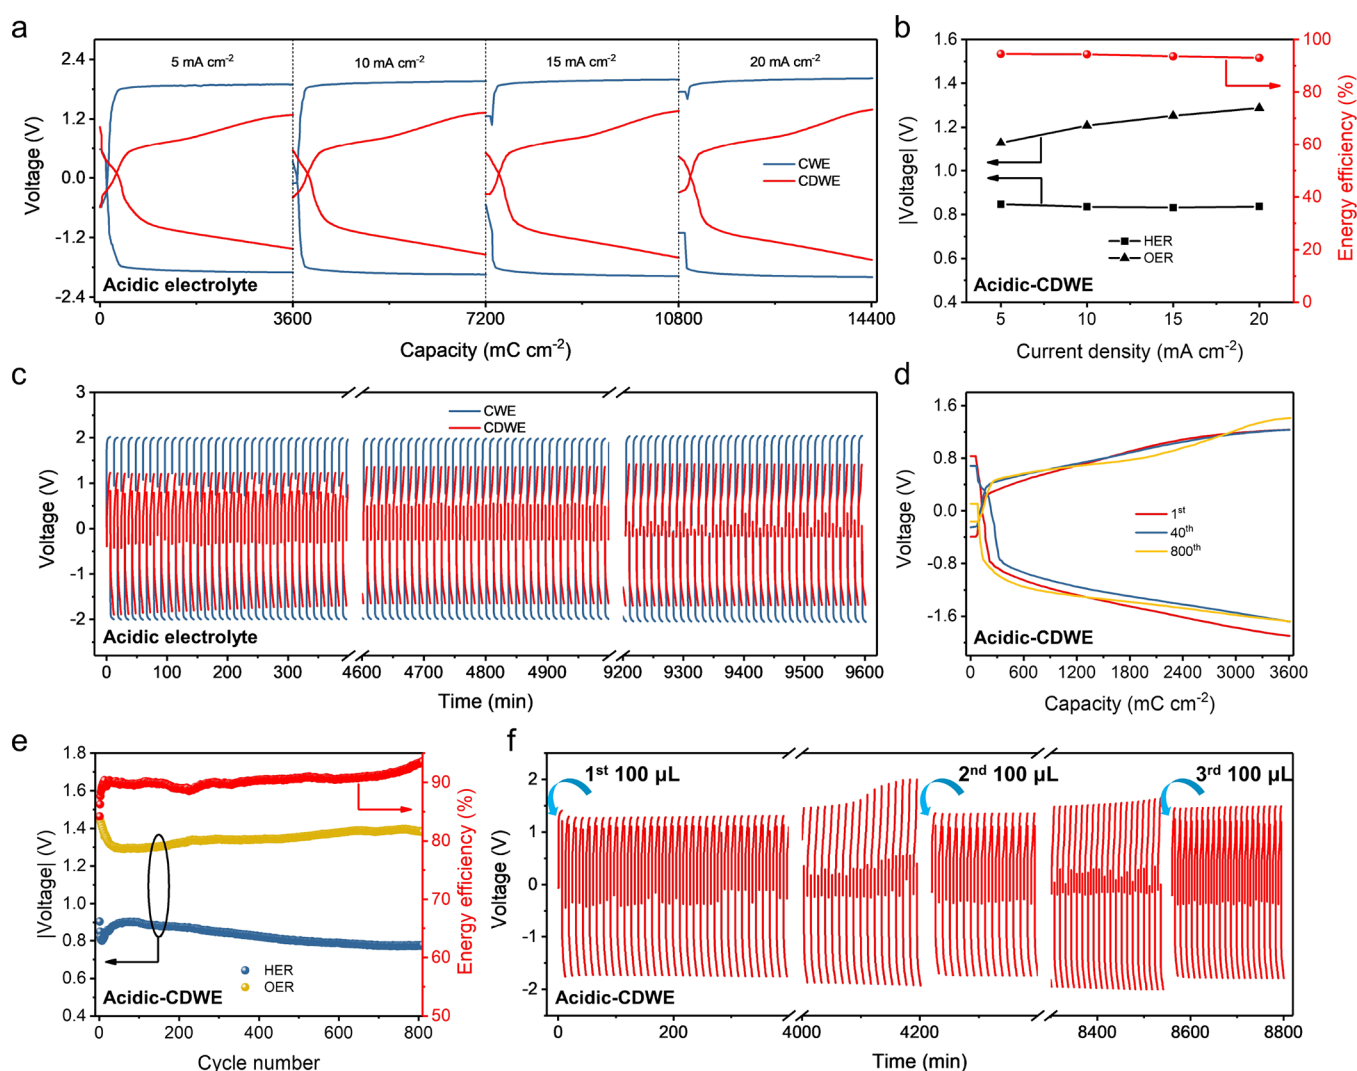 a
2.4
1.2
0.0
-1.2
-2.4
Voltage (V)
5 mA cm-2
10 mA cm-2
15 mA cm-2
20 mA cm-2
CWE
CDWE
Acidic electrolyte
0
3600
7200
10800
14400
Capacity (mC cm-2)
b
1.6
1.4
1.2
1.0
0.8
0.6
0.4
|Voltage| (V)
100
80
60
40
20
0
Energy efficiency (%)
HER
OER
Acidic-CDWE
5
10
15
20
Current density (mA cm-2)
c
3
2
1
0
-1
-2
Voltage (V)
CWE
CDWE
Acidic electrolyte
0
100
200
300
4600
4700
4800
4900
9200
9300
9400
9500
9600
Time (min)
d
1.6
0.8
0.0
-0.8
-1.6
Voltage (V)
1st
40th
800th
Acidic-CDWE
0
600
1200
1800
2400
3000
3600
Capacity (mC cm-2)
e
1.8
1.6
1.4
1.2
1.0
0.8
0.6
0.4
|Voltage| (V)
90
80
70
60
50
Energy efficiency (%)
HER
OER
Acidic-CDWE
0
200
400
600
800
Cycle number
f
2
1
0
-1
-2
Voltage (V)
1st 100 µL
2nd 100 µL
3rd 100 µL
Acidic-CDWE
0
200
4000
4200
8400
8600
8800
Time (min)